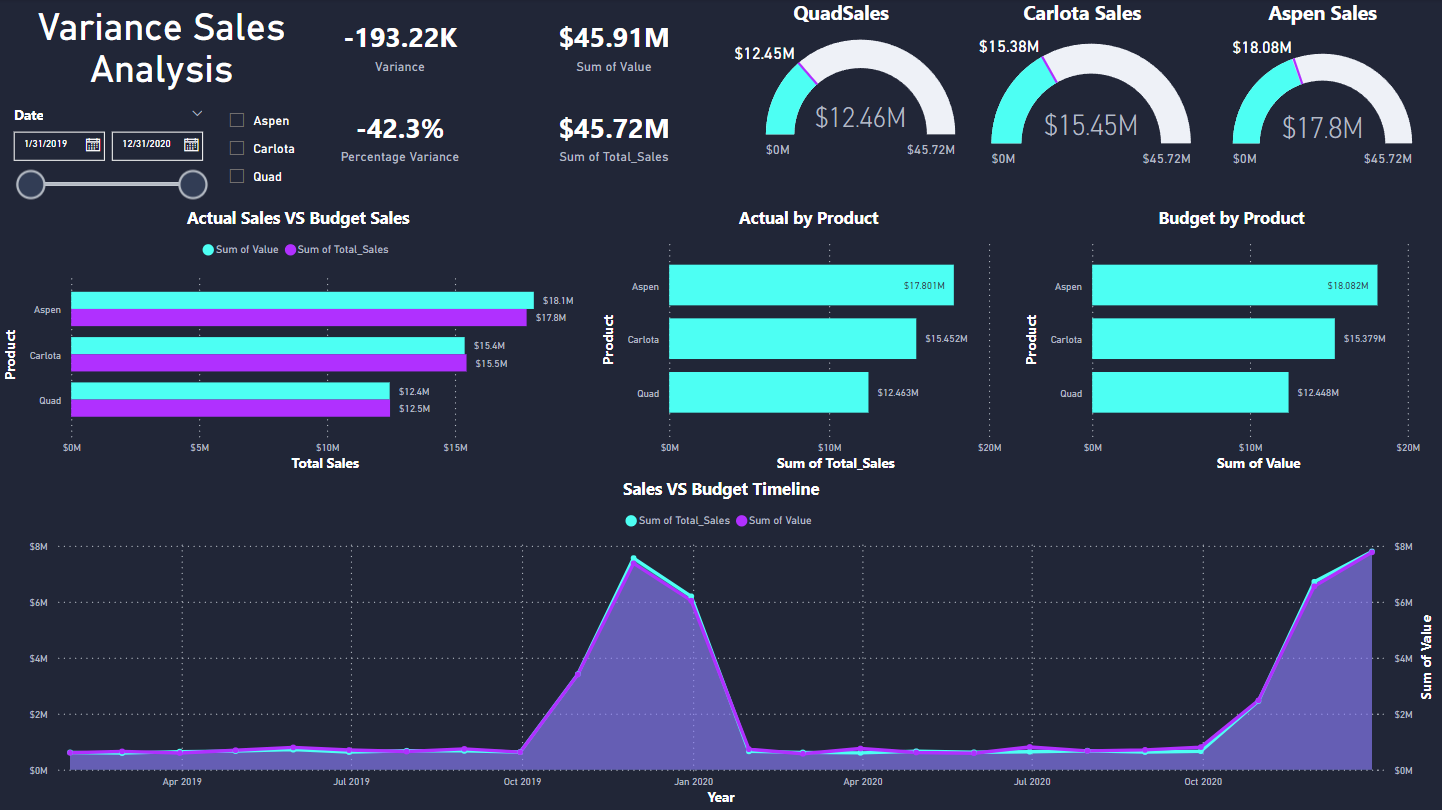 Variance Sales
Analysis
-193.22K
Variance
$45.91M
Sum of Value
-42.3%
Percentage Variance
$45.72M
Sum of Total_Sales
Date
1/31/2019
12/31/2020
Aspen
Carlota
Quad
QuadSales
$12.45M
$12.46M
$0M
$45.72M
Carlota Sales
$15.38M
$15.45M
$0M
$45.72M
Aspen Sales
$18.08M
$17.8M
$0M
$45.72M
Actual Sales VS Budget Sales
Sum of Value
Sum of Total_Sales
Product
Aspen
$18.1M
$17.8M
Carlota
$15.4M
$15.5M
Quad
$12.4M
$12.5M
$0M
$5M
$10M
$15M
Total Sales
Actual by Product
Product
Aspen
$17.801M
Carlota
$15.452M
Quad
$12.463M
$0M
$10M
$20M
Sum of Total_Sales
Budget by Product
Product
Aspen
$18.082M
Carlota
$15.379M
Quad
$12.448M
$0M
$10M
$20M
Sum of Value
Sales VS Budget Timeline
Sum of Total_Sales
Sum of Value
$8M
$6M
$4M
$2M
$0M
$8M
$6M
$4M
$2M
$0M
Sum of Value
Apr 2019
Jul 2019
Oct 2019
Jan 2020
Apr 2020
Jul 2020
Oct 2020
Year